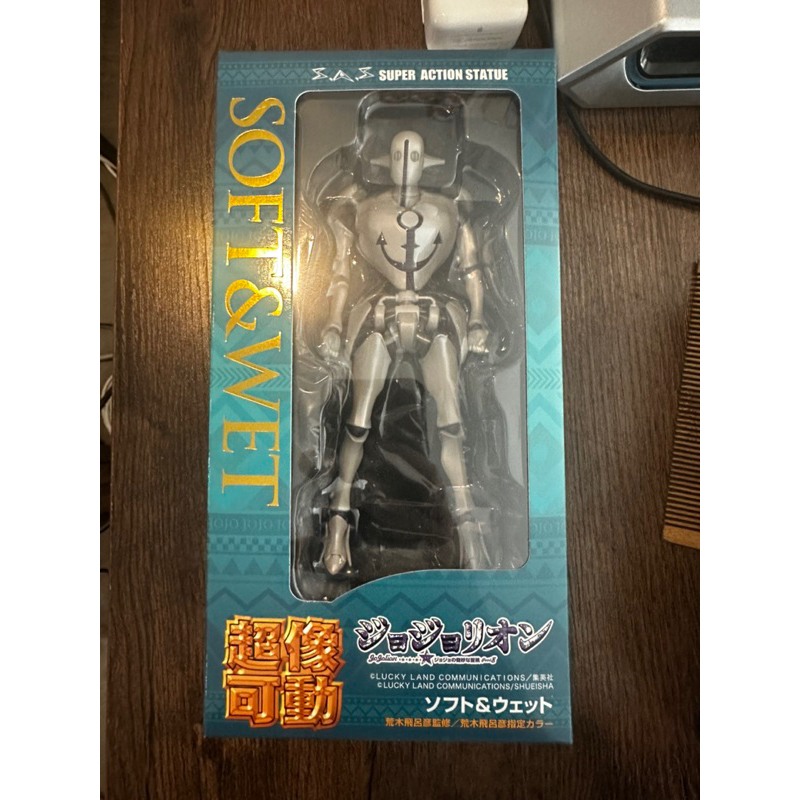 SAS SUPER ACTION STATUE
SOFT&WET
JOJO JOJO
超像
可動
ジョジョリオン
JoJolion
ジョジョの奇妙な冒険
©LUCKY LAND COMMUNICATIONS/集英社
©LUCKY LAND COMMUNICATIONS/SHUEISHA
ソフト&ウェット
荒木飛呂彦監修/荒木飛呂彦指定カラー